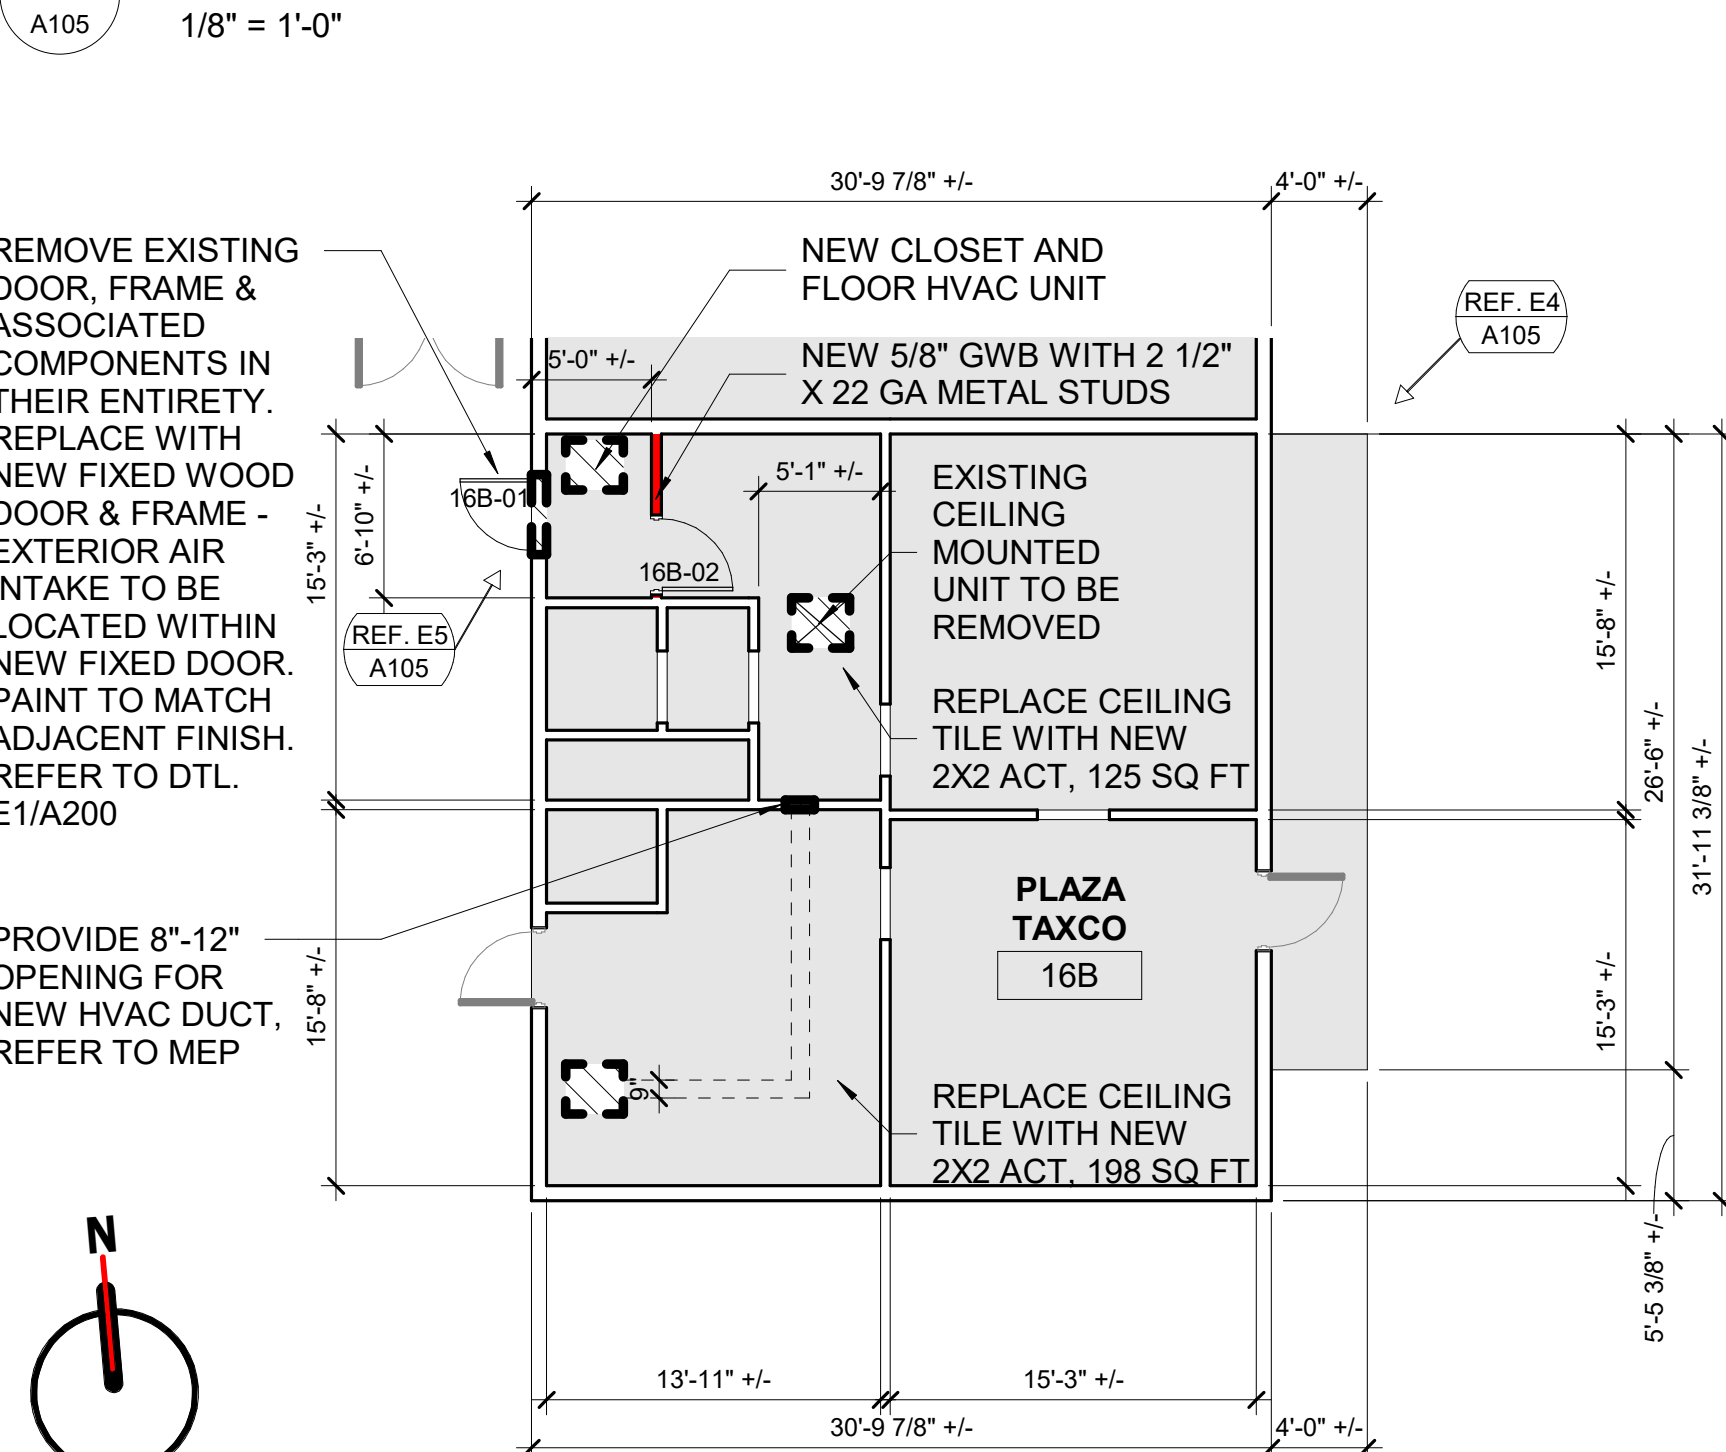 A105
1/8" = 1'-0"
30'-9 7/8" +/-
4'-0" +/-
REMOVE EXISTING
DOOR, FRAME &
ASSOCIATED
COMPONENTS IN
THEIR ENTIRETY.
REPLACE WITH
NEW FIXED WOOD
DOOR & FRAME -
EXTERIOR AIR
INTAKE TO BE
LOCATED WITHIN
NEW FIXED DOOR.
PAINT TO MATCH
ADJACENT FINISH.
REFER TO DTL.
E1/A200
NEW CLOSET AND
FLOOR HVAC UNIT
REF. E4
A105
5'-0" +/-
NEW 5/8" GWB WITH 2 1/2"
X 22 GA METAL STUDS
5'-1" +/-
EXISTING
CEILING
MOUNTED
UNIT TO BE
REMOVED
16B-01
16B-02
6'-10" +/-
15'-3" +/-
REF. E5
A105
REPLACE CEILING
TILE WITH NEW
2X2 ACT, 125 SQ FT
15'-8" +/-
26'-6" +/-
31'-11 3/8" +/-
PLAZA
TAXCO
16B
PROVIDE 8"-12"
OPENING FOR
NEW HVAC DUCT,
REFER TO MEP
15'-8" +/-
15'-3" +/-
9"
REPLACE CEILING
TILE WITH NEW
2X2 ACT, 198 SQ FT
5'-5 3/8" +/-
N
13'-11" +/-
15'-3" +/-
30'-9 7/8" +/-
4'-0" +/-